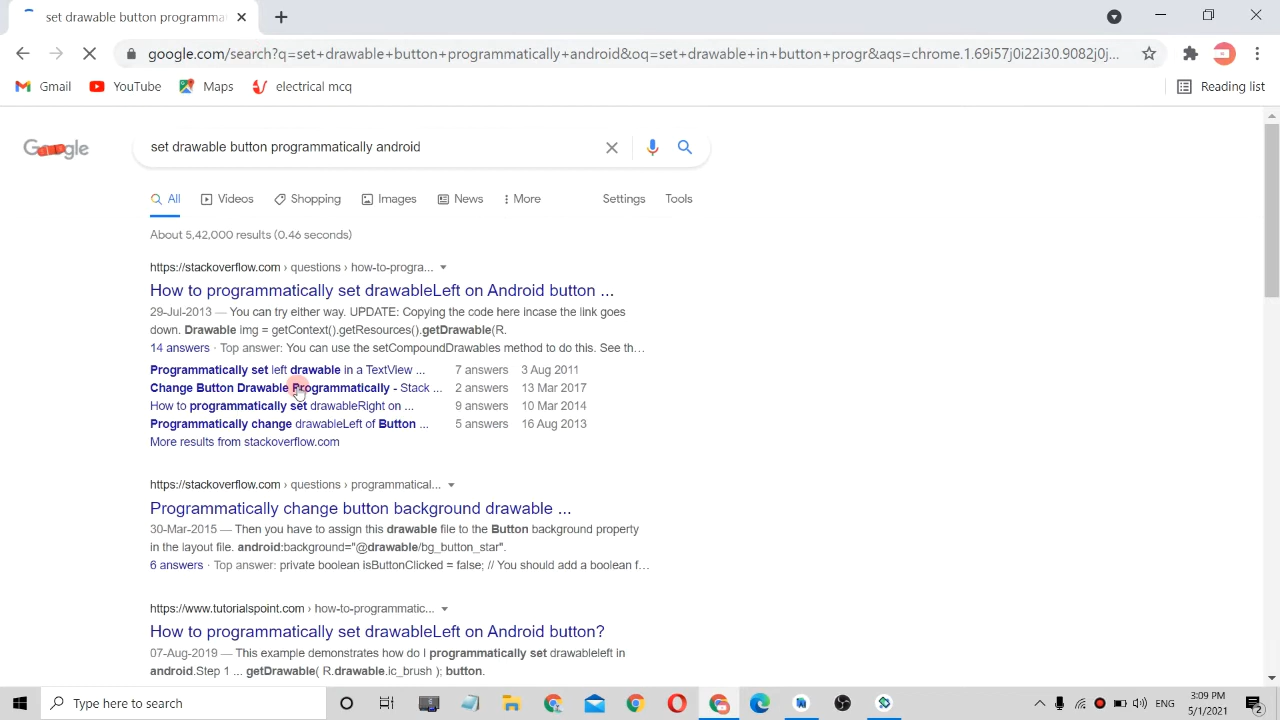 set drawable button programmat
google.com/search?q=set+drawable+button+programmatically+android&oq=set+drawable+in+button+progr&aqs=chrome.1.69i57j0i22i30.9082j0j...
Gmail YouTube Maps electrical mcq Reading list
Google set drawable button programmatically android
All Videos Shopping Images News More Settings Tools
About 5,42,000 results (0.46 seconds)
https://stackoverflow.com › questions › how-to-progra...
How to programmatically set drawableLeft on Android button ...
29-Jul-2013 — You can try either way. UPDATE: Copying the code here incase the link goes
down. Drawable img = getContext().getResources().getDrawable(R.
14 answers · Top answer: You can use the setCompoundDrawables method to do this. See th...
Programmatically set left drawable in a TextView ... 7 answers 3 Aug 2011
Change Button Drawable Programmatically - Stack ... 2 answers 13 Mar 2017
How to programmatically set drawableRight on ... 9 answers 10 Mar 2014
Programmatically change drawableLeft of Button ... 5 answers 16 Aug 2013
More results from stackoverflow.com
https://stackoverflow.com › questions › programmatical...
Programmatically change button background drawable ...
30-Mar-2015 — Then you have to assign this drawable file to the Button background property
in the layout file. android:background="@drawable/bg_button_star".
6 answers · Top answer: private boolean isButtonClicked = false; // You should add a boolean f...
https://www.tutorialspoint.com › how-to-programmatic...
How to programmatically set drawableLeft on Android button?
07-Aug-2019 — This example demonstrates how do I programmatically set drawableleft in
android.Step 1 ... getDrawable( R.drawable.ic_brush ); button.
Type here to search ENG 3:09 PM
5/1/2021 2